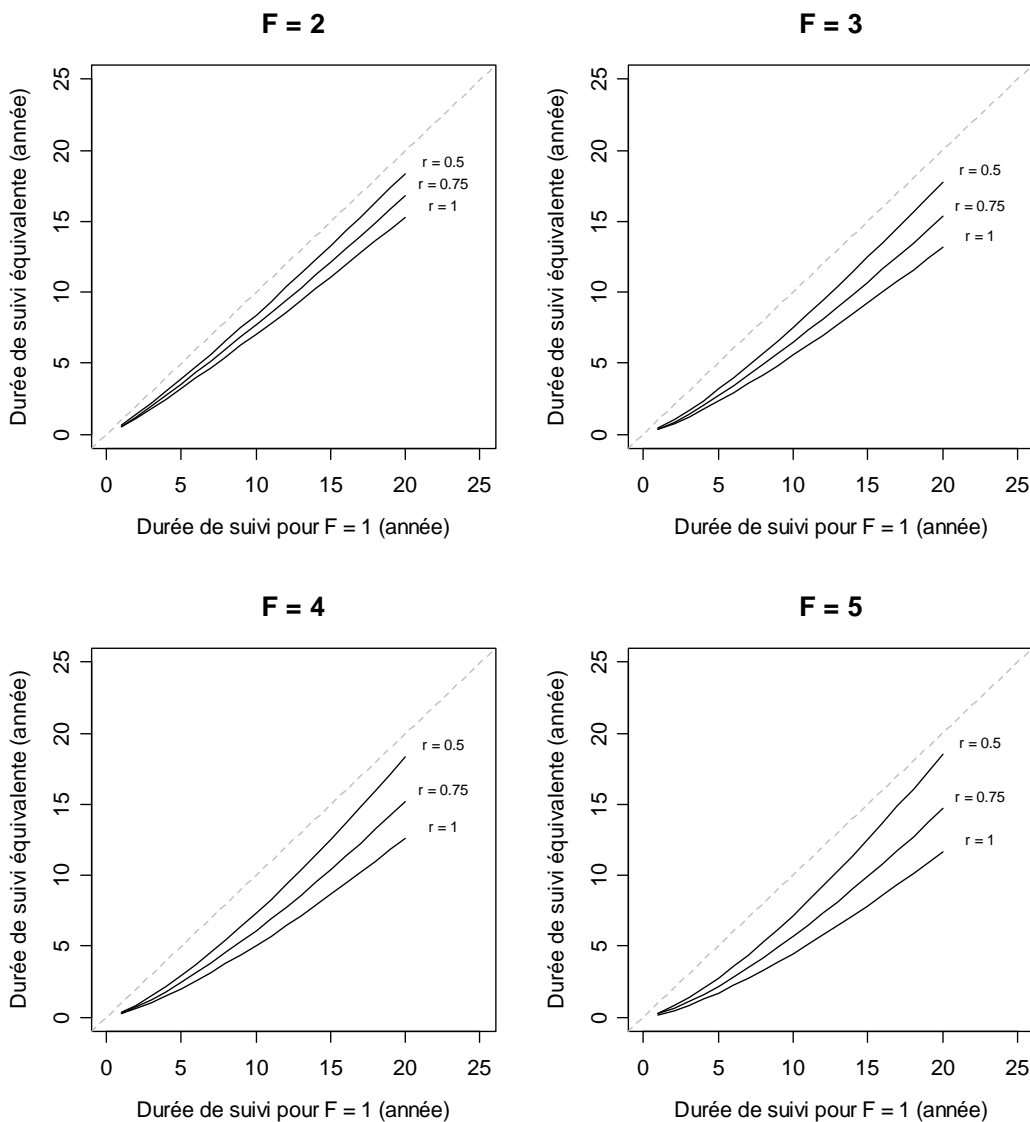 F = 2
Durée de suivi équivalente (année)
25
20
15
10
5
0
r = 0.5
r = 0.75
r = 1
0 5 10 15 20 25
Durée de suivi pour F = 1 (année)
F = 3
Durée de suivi équivalente (année)
25
20
15
10
5
0
r = 0.5
r = 0.75
r = 1
0 5 10 15 20 25
Durée de suivi pour F = 1 (année)
F = 4
Durée de suivi équivalente (année)
25
20
15
10
5
0
r = 0.5
r = 0.75
r = 1
0 5 10 15 20 25
Durée de suivi pour F = 1 (année)
F = 5
Durée de suivi équivalente (année)
25
20
15
10
5
0
r = 0.5
r = 0.75
r = 1
0 5 10 15 20 25
Durée de suivi pour F = 1 (année)